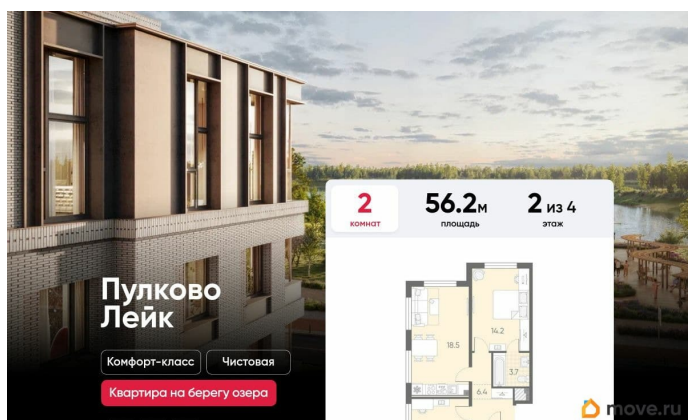 2
комнат
56.2м
площадь
2 из 4
этаж
Пулково
Лейк
Комфорт-класс
Чистовая
Квартира на берегу озера
14.2
18.5
3.7
6.4
move.ru